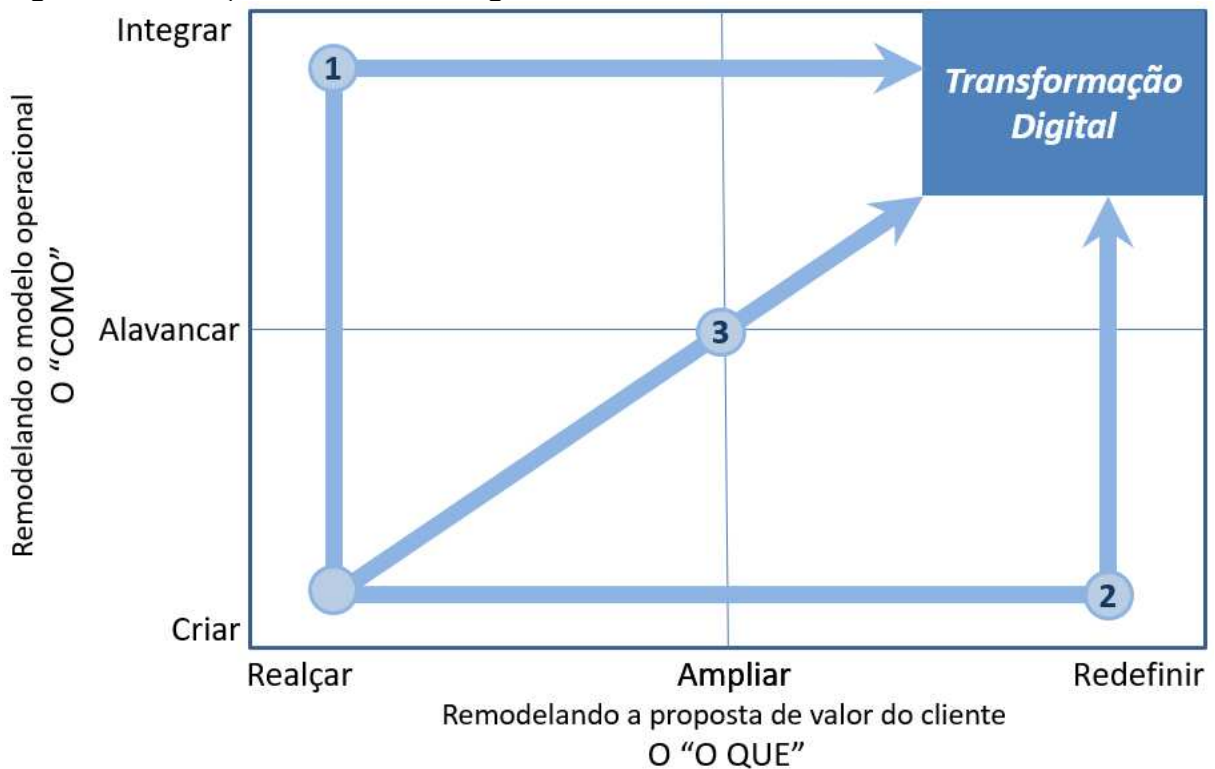 Integrar
1
Transformação
Digital
Remodelando o modelo operacional
O “COMO”
Alavancar
3
2
Criar
Realçar
Ampliar
Redefinir
Remodelando a proposta de valor do cliente
O “O QUE”